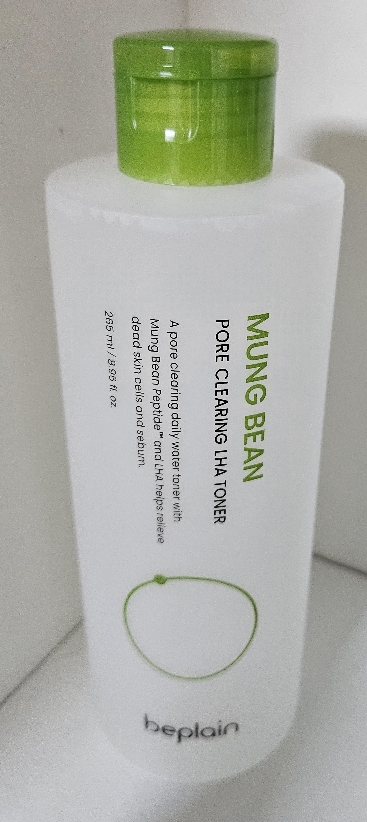 MUNG BEAN
PORE CLEARING LHA TONER
A pore clearing daily water toner with
Mung Bean Peptide™ and LHA helps relieve
dead skin cells and sebum.
265 ml / 8.96 fl. oz.
beplain